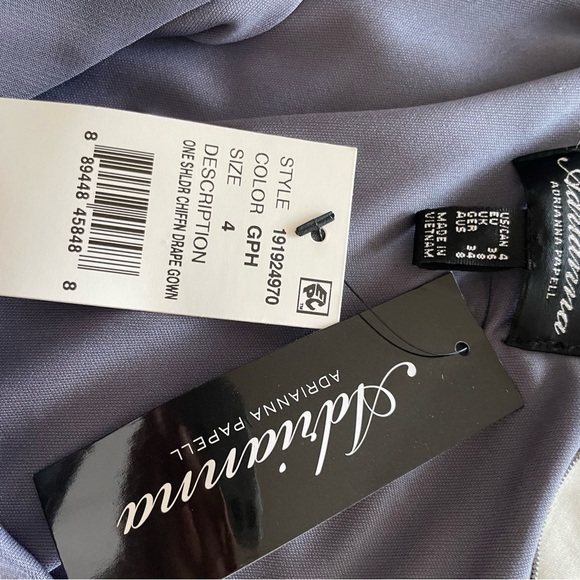 STYLE 191924970
COLOR GPH
SIZE 4
DESCRIPTION
ONE SHLDR CHIFFN DRAPE GOWN
8 89448 45848 8
Adrianna
ADRIANNA PAPELL
US/CAN 4
EU 36
UK 8
GER 34
AUS 8
MADE IN
VIETNAM
Adrianna
ADRIANNA PAPELL